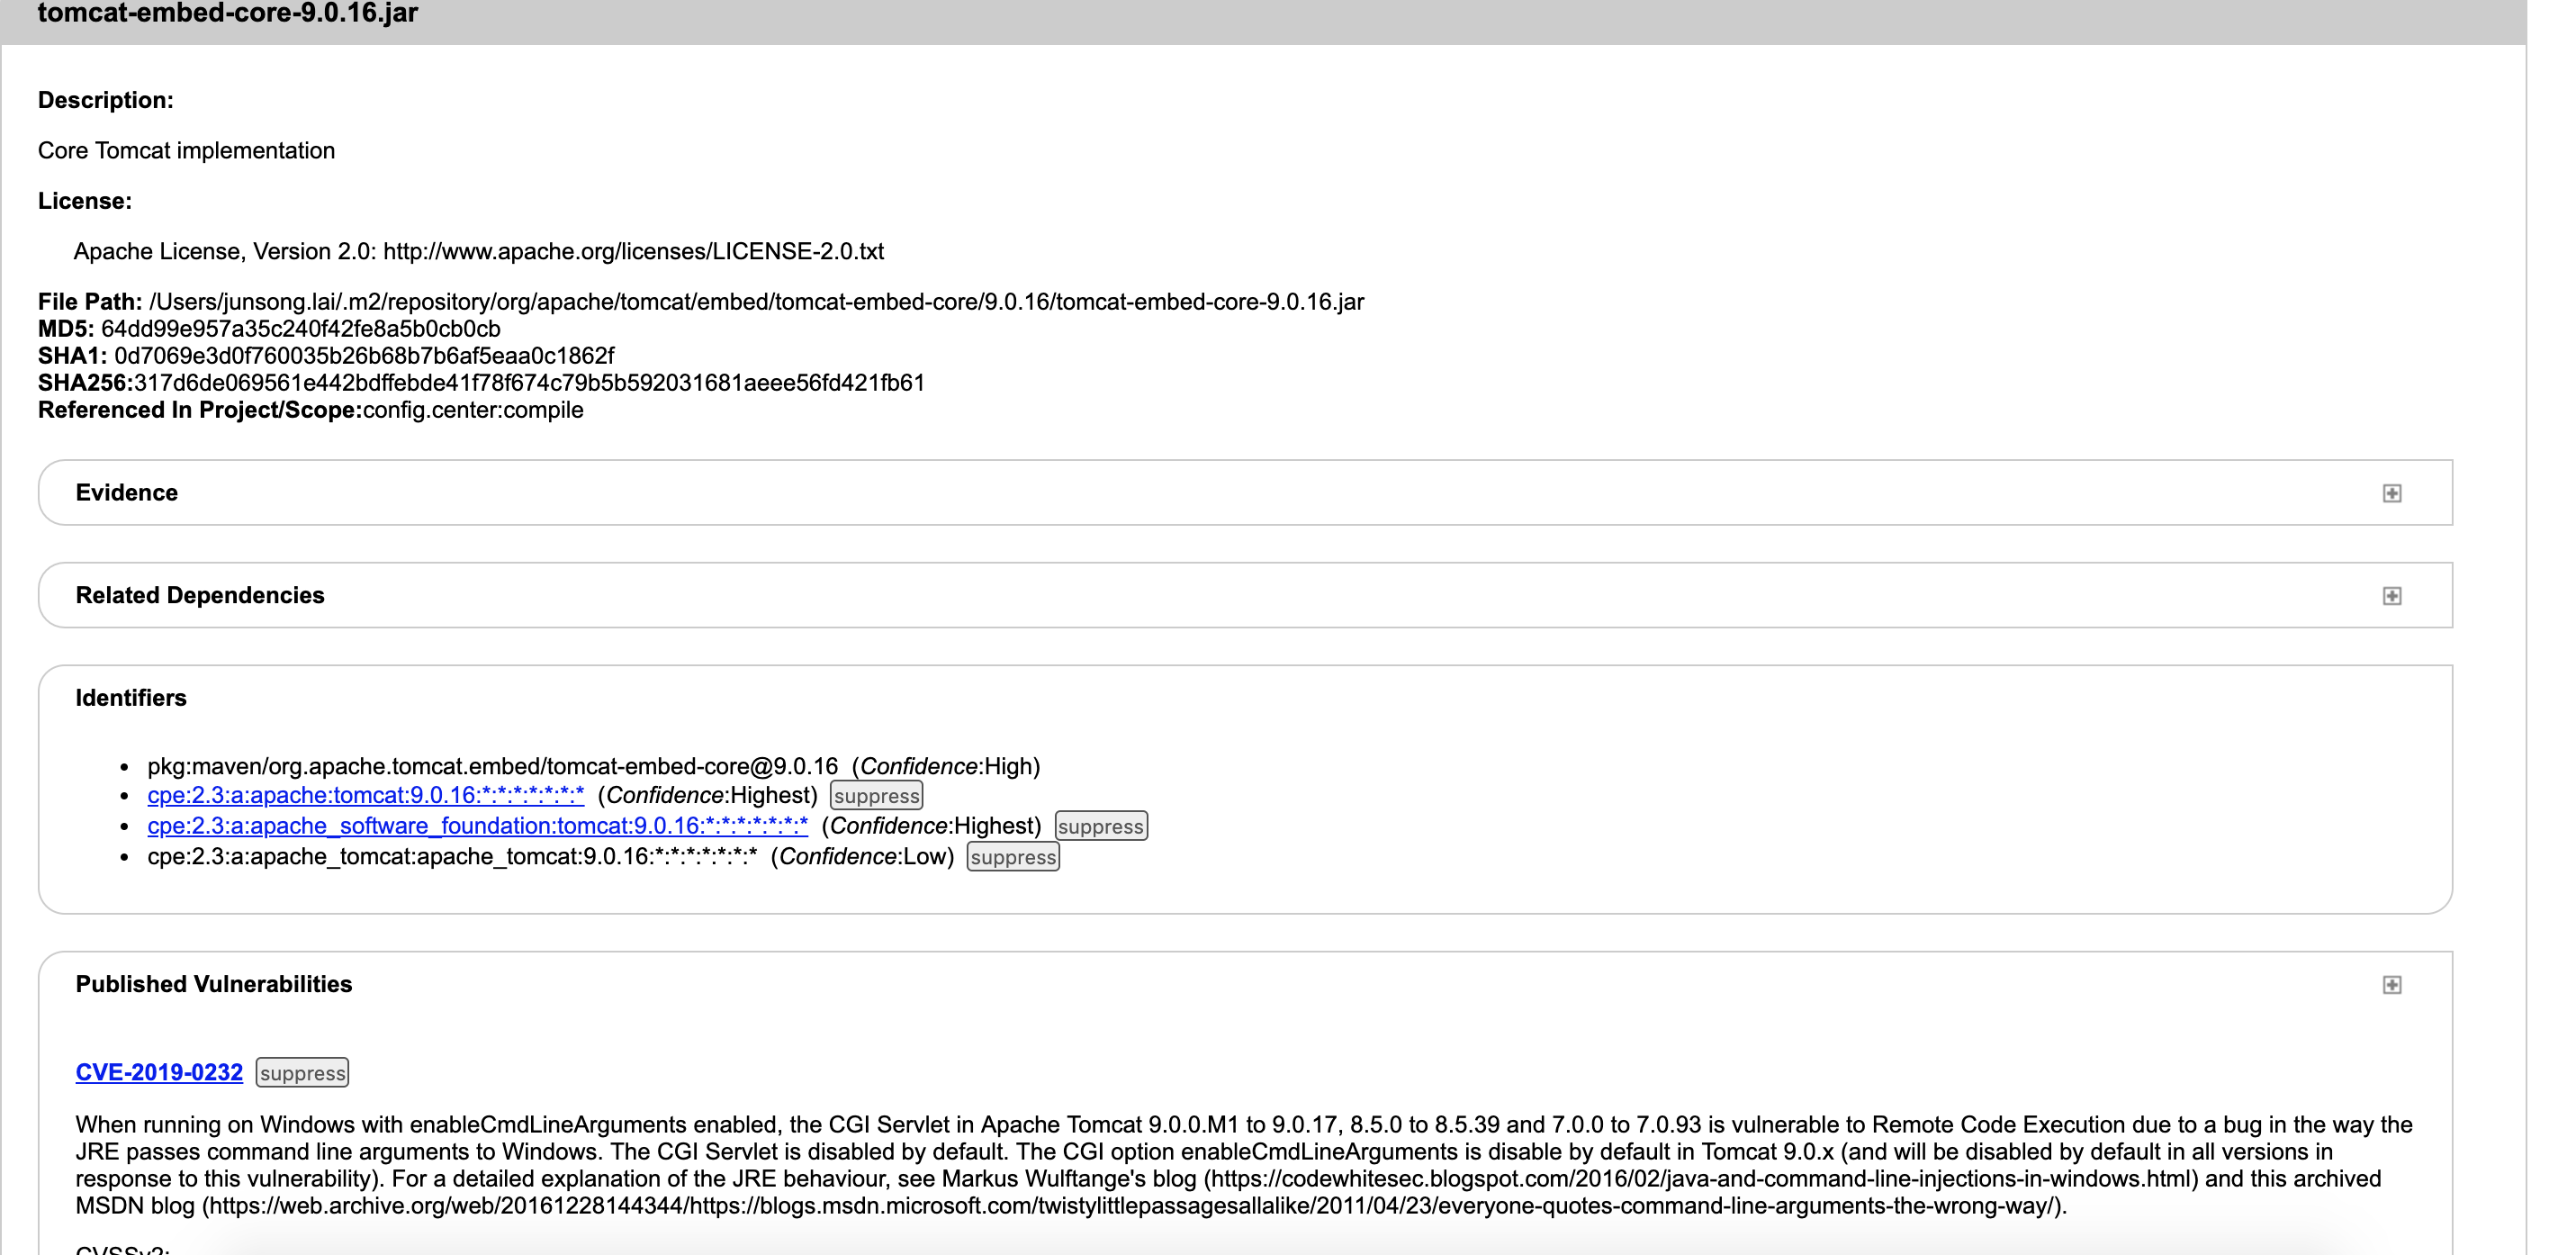 tomcat-embed-core-9.0.16.jar
Description:
Core Tomcat implementation
License:
Apache License, Version 2.0: http://www.apache.org/licenses/LICENSE-2.0.txt
File Path: /Users/junsong.lai/.m2/repository/org/apache/tomcat/embed/tomcat-embed-core/9.0.16/tomcat-embed-core-9.0.16.jar
MD5: 64dd99e957a35c240f42fe8a5b0cb0cb
SHA1: 0d7069e3d0f760035b26b68b7b6af5eaa0c1862f
SHA256:317d6de069561e442bdffebde41f78f674c79b5b592031681aeee56fd421fb61
Referenced In Project/Scope:config.center:compile
Evidence
Related Dependencies
Identifiers
• pkg:maven/org.apache.tomcat.embed/tomcat-embed-core@9.0.16 (Confidence:High)
• cpe:2.3:a:apache:tomcat:9.0.16:*:*:*:*:*:*:* (Confidence:Highest) suppress
• cpe:2.3:a:apache_software_foundation:tomcat:9.0.16:*:*:*:*:*:*:* (Confidence:Highest) suppress
• cpe:2.3:a:apache_tomcat:apache_tomcat:9.0.16:*:*:*:*:*:*:* (Confidence:Low) suppress
Published Vulnerabilities
CVE-2019-0232 suppress
When running on Windows with enableCmdLineArguments enabled, the CGI Servlet in Apache Tomcat 9.0.0.M1 to 9.0.17, 8.5.0 to 8.5.39 and 7.0.0 to 7.0.93 is vulnerable to Remote Code Execution due to a bug in the way the
JRE passes command line arguments to Windows. The CGI Servlet is disabled by default. The CGI option enableCmdLineArguments is disable by default in Tomcat 9.0.x (and will be disabled by default in all versions in
response to this vulnerability). For a detailed explanation of the JRE behaviour, see Markus Wulftange's blog (https://codewhitesec.blogspot.com/2016/02/java-and-command-line-injections-in-windows.html) and this archived
MSDN blog (https://web.archive.org/web/20161228144344/https://blogs.msdn.microsoft.com/twistylittlepassagesallalike/2011/04/23/everyone-quotes-command-line-arguments-the-wrong-way/).
CVSSv2: